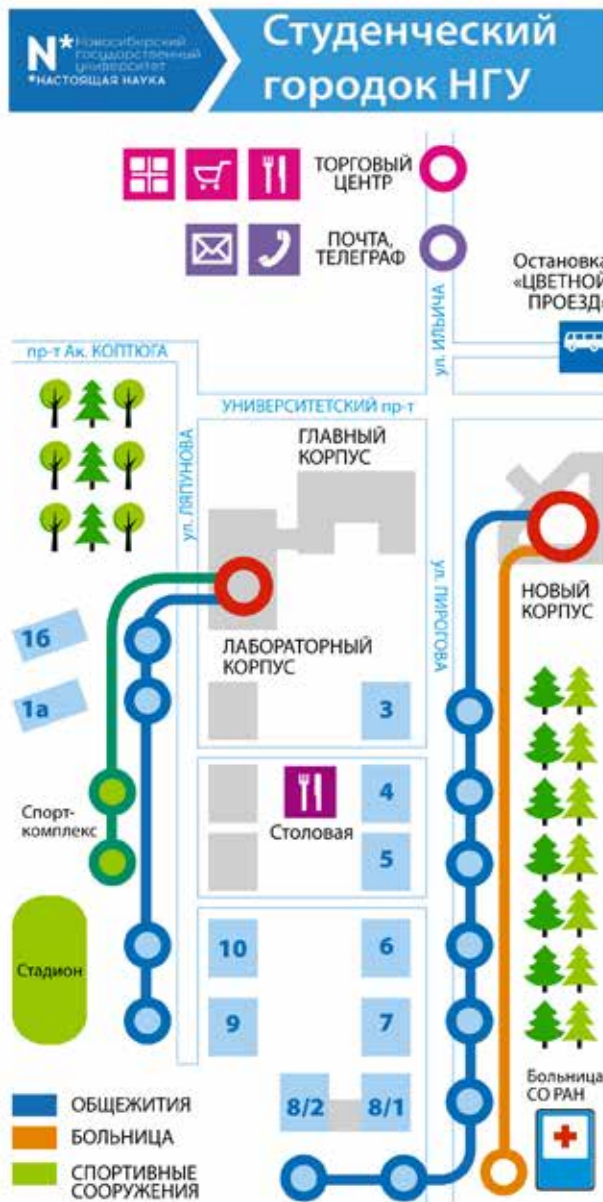 N*
Новосибирский
государственный
университет
*НАСТОЯЩАЯ НАУКА
Студенческий
городок НГУ
ТОРГОВЫЙ
ЦЕНТР
ПОЧТА,
ТЕЛЕГРАФ
ул. ИЛЬИЧА
Остановка
«ЦВЕТНОЙ
ПРОЕЗД»
пр-т Ак. КОПТЮГА
УНИВЕРСИТЕТСКИЙ пр-т
ул. ЛЯПУНОВА
ГЛАВНЫЙ
КОРПУС
ул. ПИРОГОВА
НОВЫЙ
КОРПУС
ЛАБОРАТОРНЫЙ
КОРПУС
1б
1а
3
4
5
Столовая
Спорт-
комплекс
Стадион
10
6
9
7
8/2
8/1
ОБЩЕЖИТИЯ
БОЛЬНИЦА
СПОРТИВНЫЕ
СООРУЖЕНИЯ
Больница
СО РАН